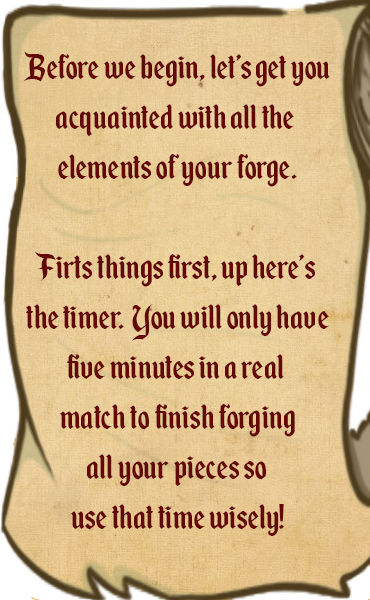 Before we begin, let's get you
acquainted with all the
elements of your forge.
Firts things first, up here's
the timer. You will only have
five minutes in a real
match to finish forging
all your pieces so
use that time wisely!